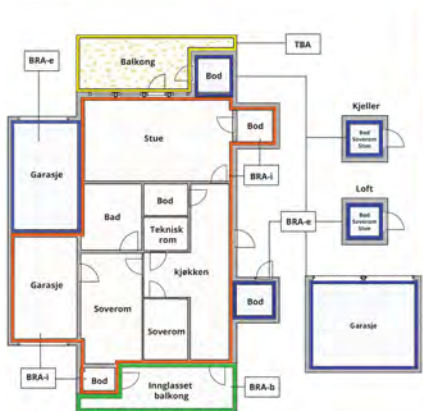 TBA
BRA-e
Balkong
Bod
Kjeller
Bod
Stue
Bod
Soverom
Stue
Garasje
BRA-i
Loft
Bod
Bad
Teknisk
rom
BRA-e
Bod
Soverom
Stue
kjøkken
Garasje
Soverom
Bod
Soverom
Garasje
BRA-i
Bod
Innglasset
balkong
BRA-b